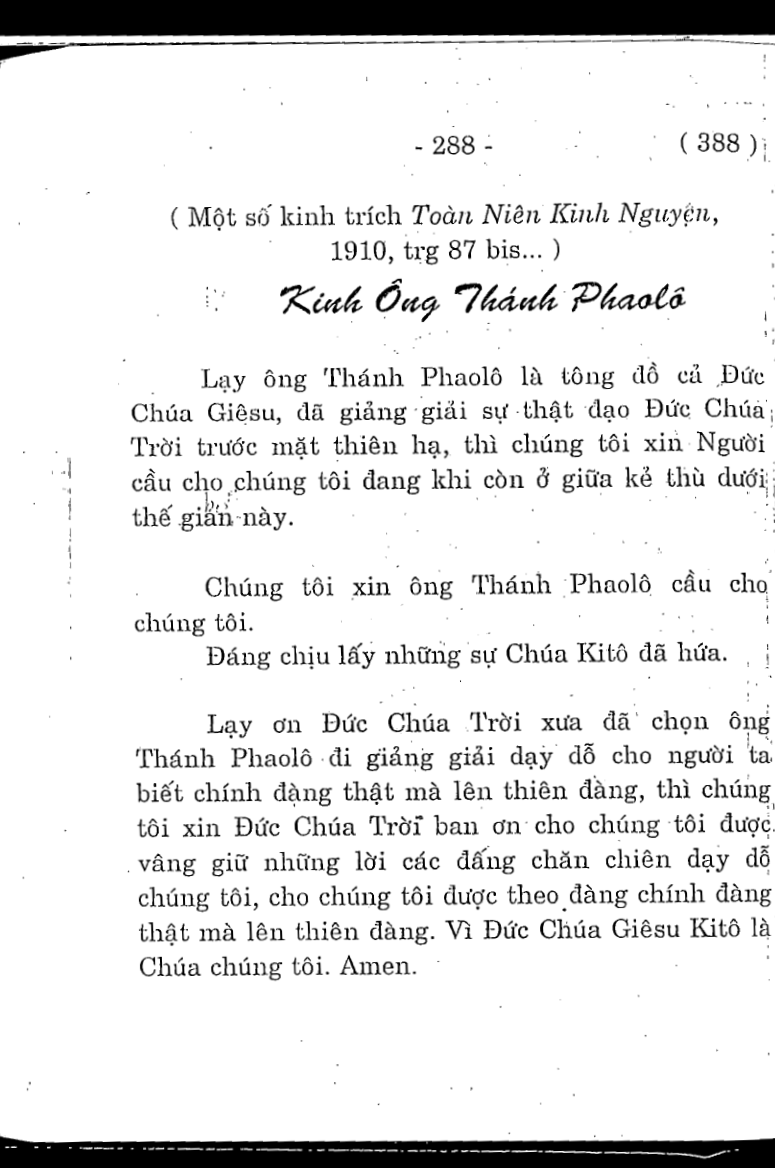 - 288 - ( 388 )
( Một số kinh trích Toàn Niên Kinh Nguyện,
1910, trg 87 bis... )
Kinh Ông Thánh Phaolô
Lạy ông Thánh Phaolô là tông đồ cả Đức
Chúa Giêsu, đã giảng giải sự thật đạo Đức Chúa
Trời trước mặt thiên hạ, thì chúng tôi xin Người
cầu cho chúng tôi đang khi còn ở giữa kẻ thù dưới
thế gian này.
Chúng tôi xin ông Thánh Phaolô cầu cho
chúng tôi.
Đáng chịu lấy những sự Chúa Kitô đã hứa.
Lạy ơn Đức Chúa Trời xưa đã chọn ông
Thánh Phaolô đi giảng giải dạy dỗ cho người ta
biết chính đàng thật mà lên thiên đàng, thì chúng
tôi xin Đức Chúa Trời ban ơn cho chúng tôi được
vâng giữ những lời các đấng chăn chiên dạy dỗ
chúng tôi, cho chúng tôi được theo đàng chính đàng
thật mà lên thiên đàng. Vì Đức Chúa Giêsu Kitô là
Chúa chúng tôi. Amen.